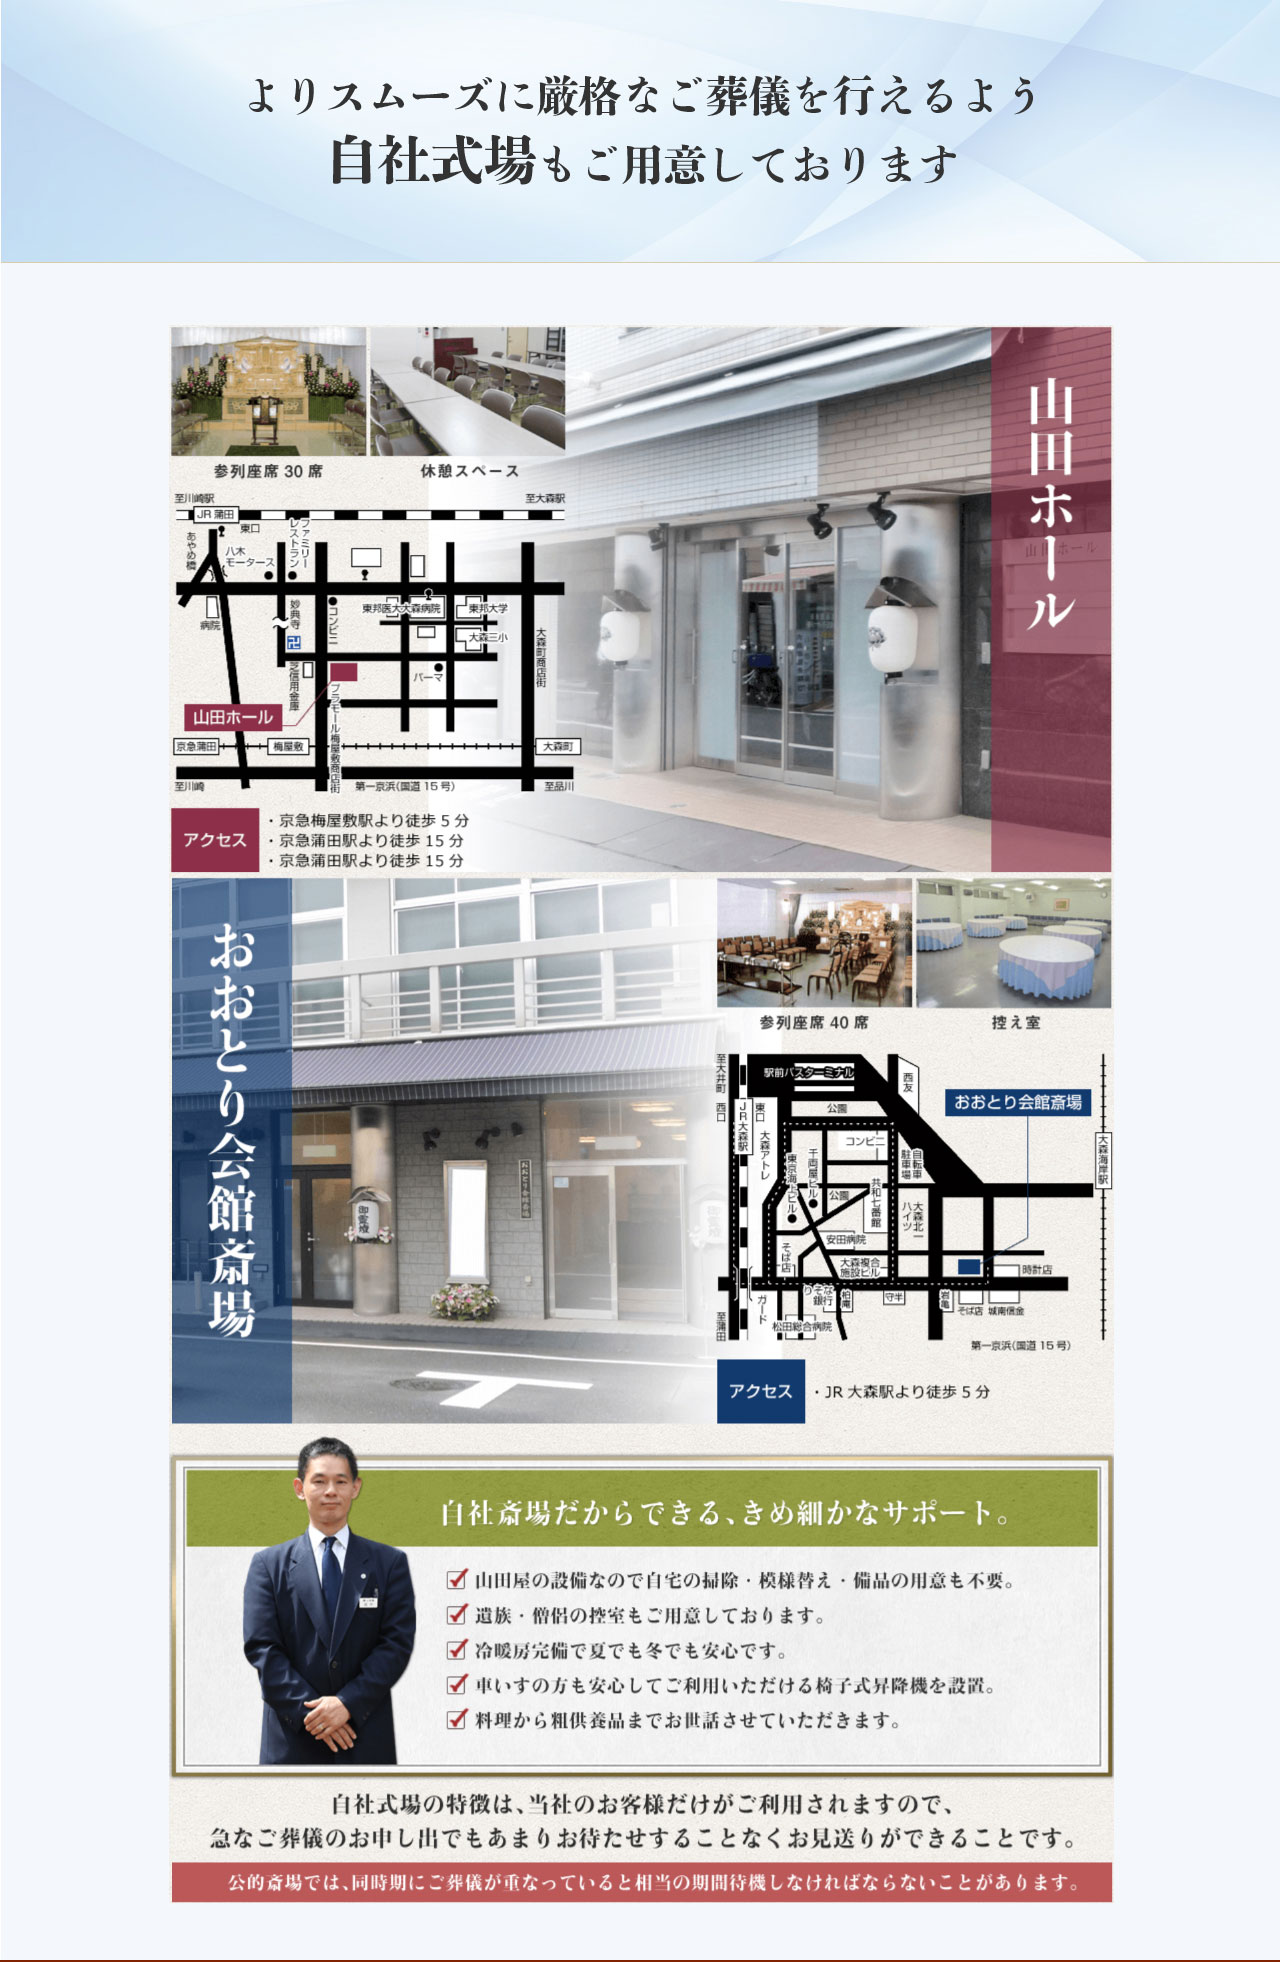 よりスムーズに厳格なご葬儀を行えるよう
自社式場もご用意しております
山田ホール
山田ホール
参列座席 30 席
休憩スペース
至川崎駅
至大森駅
JR 蒲田
東口
あやめ橋
八木
モータース
ファミリー
レストラン
病院
妙典寺
卍
コンビニ
東邦医大大森病院
東邦大学
大森三小
大森町商店街
芝信用金庫
パーマ
山田ホール
プラモール梅屋敷商店街
京急蒲田
梅屋敷
大森町
至川崎
第一京浜（国道 15 号）
至品川
アクセス
・京急梅屋敷駅より徒歩 5 分
・京急蒲田駅より徒歩 15 分
・京急蒲田駅より徒歩 15 分
おおとり会館斎場
おおとり会館斎場
御霊燈
参列座席 40 席
控え室
至大井町
西口
JR大森駅
東口
大森アトレ
駅前バスターミナル
西友
公園
コンビニ
おおとり会館斎場
大森海岸駅
東京海上ビル
千両屋ビル
公園
共和七番館
自転車
駐車場
大森北一
ハイツ
安田病院
そば店
大森複合
施設ビル
時計店
ガード
りそな
銀行
柏庵
守半
岩亀
そば店
城南信金
至蒲田
松田総合病院
第一京浜（国道 15 号）
アクセス
・JR 大森駅より徒歩 5 分
自社斎場だからできる、きめ細かなサポート。
山田屋の設備なので自宅の掃除・模様替え・備品の用意も不要。
遺族・僧侶の控室もご用意しております。
冷暖房完備で夏でも冬でも安心です。
車いすの方も安心してご利用いただける椅子式昇降機を設置。
料理から粗供養品までお世話させていただきます。
自社式場の特徴は、当社のお客様だけがご利用されますので、
急なご葬儀のお申し出でもあまりお待たせすることなくお見送りができることです。
公的斎場では、同時期にご葬儀が重なっていると相当の期間待機しなければならないことがあります。